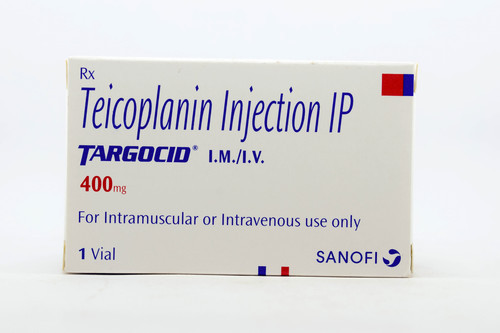 Rx
Teicoplanin Injection IP
TARGOCID® I.M./I.V.
400mg
For Intramuscular or Intravenous use only
1 Vial
SANOFI